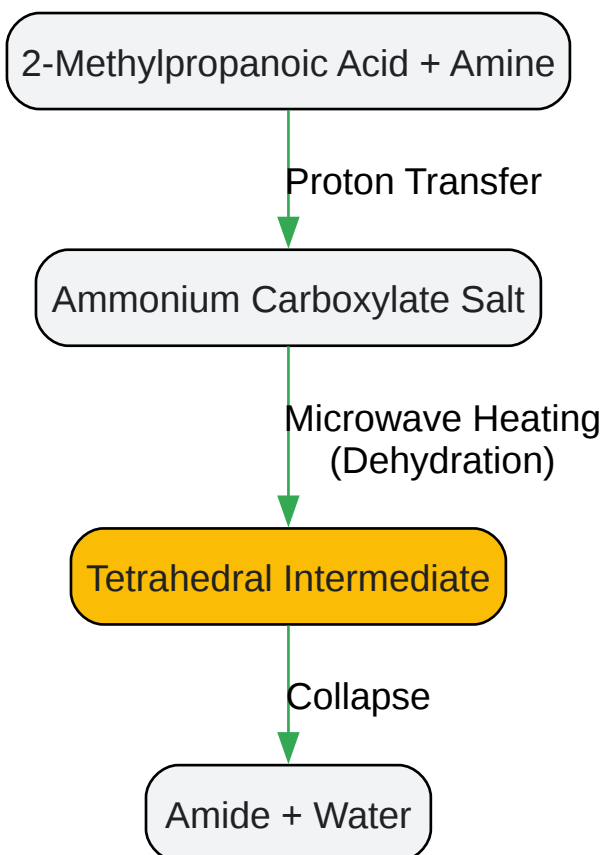 2-Methylpropanoic Acid + Amine
Proton Transfer
Ammonium Carboxylate Salt
Microwave Heating
(Dehydration)
Tetrahedral Intermediate
Collapse
Amide + Water